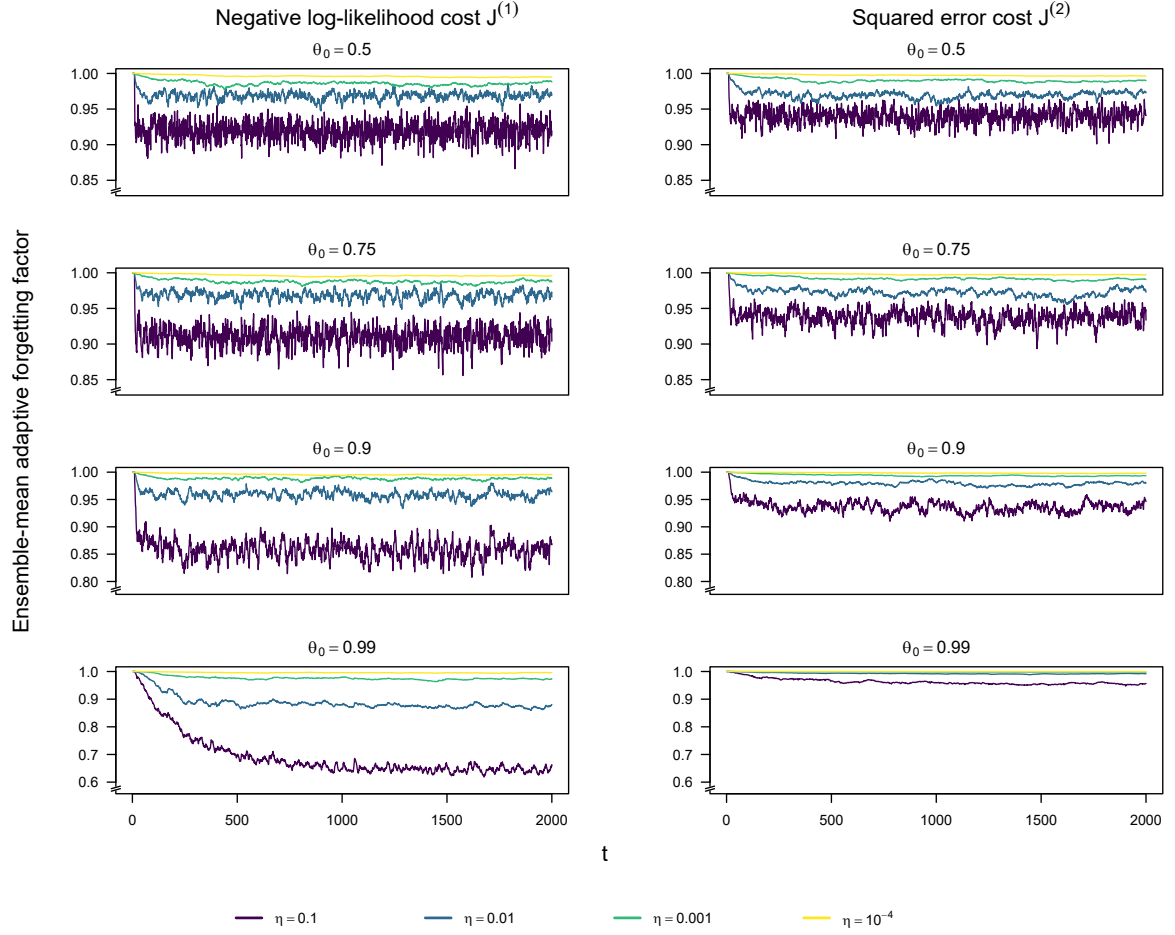 Negative log-likelihood cost J⁽¹⁾
Squared error cost J⁽²⁾
θ₀ = 0.5
θ₀ = 0.5
1.00
0.95
0.90
0.85
1.00
0.95
0.90
0.85
θ₀ = 0.75
θ₀ = 0.75
1.00
0.95
0.90
0.85
1.00
0.95
0.90
0.85
Ensemble-mean adaptive forgetting factor
θ₀ = 0.9
θ₀ = 0.9
1.00
0.95
0.90
0.85
0.80
1.00
0.95
0.90
0.85
0.80
θ₀ = 0.99
θ₀ = 0.99
1.0
0.9
0.8
0.7
0.6
1.0
0.9
0.8
0.7
0.6
0 500 1000 1500 2000
0 500 1000 1500 2000
t
η = 0.1 η = 0.01 η = 0.001 η = 10⁻⁴